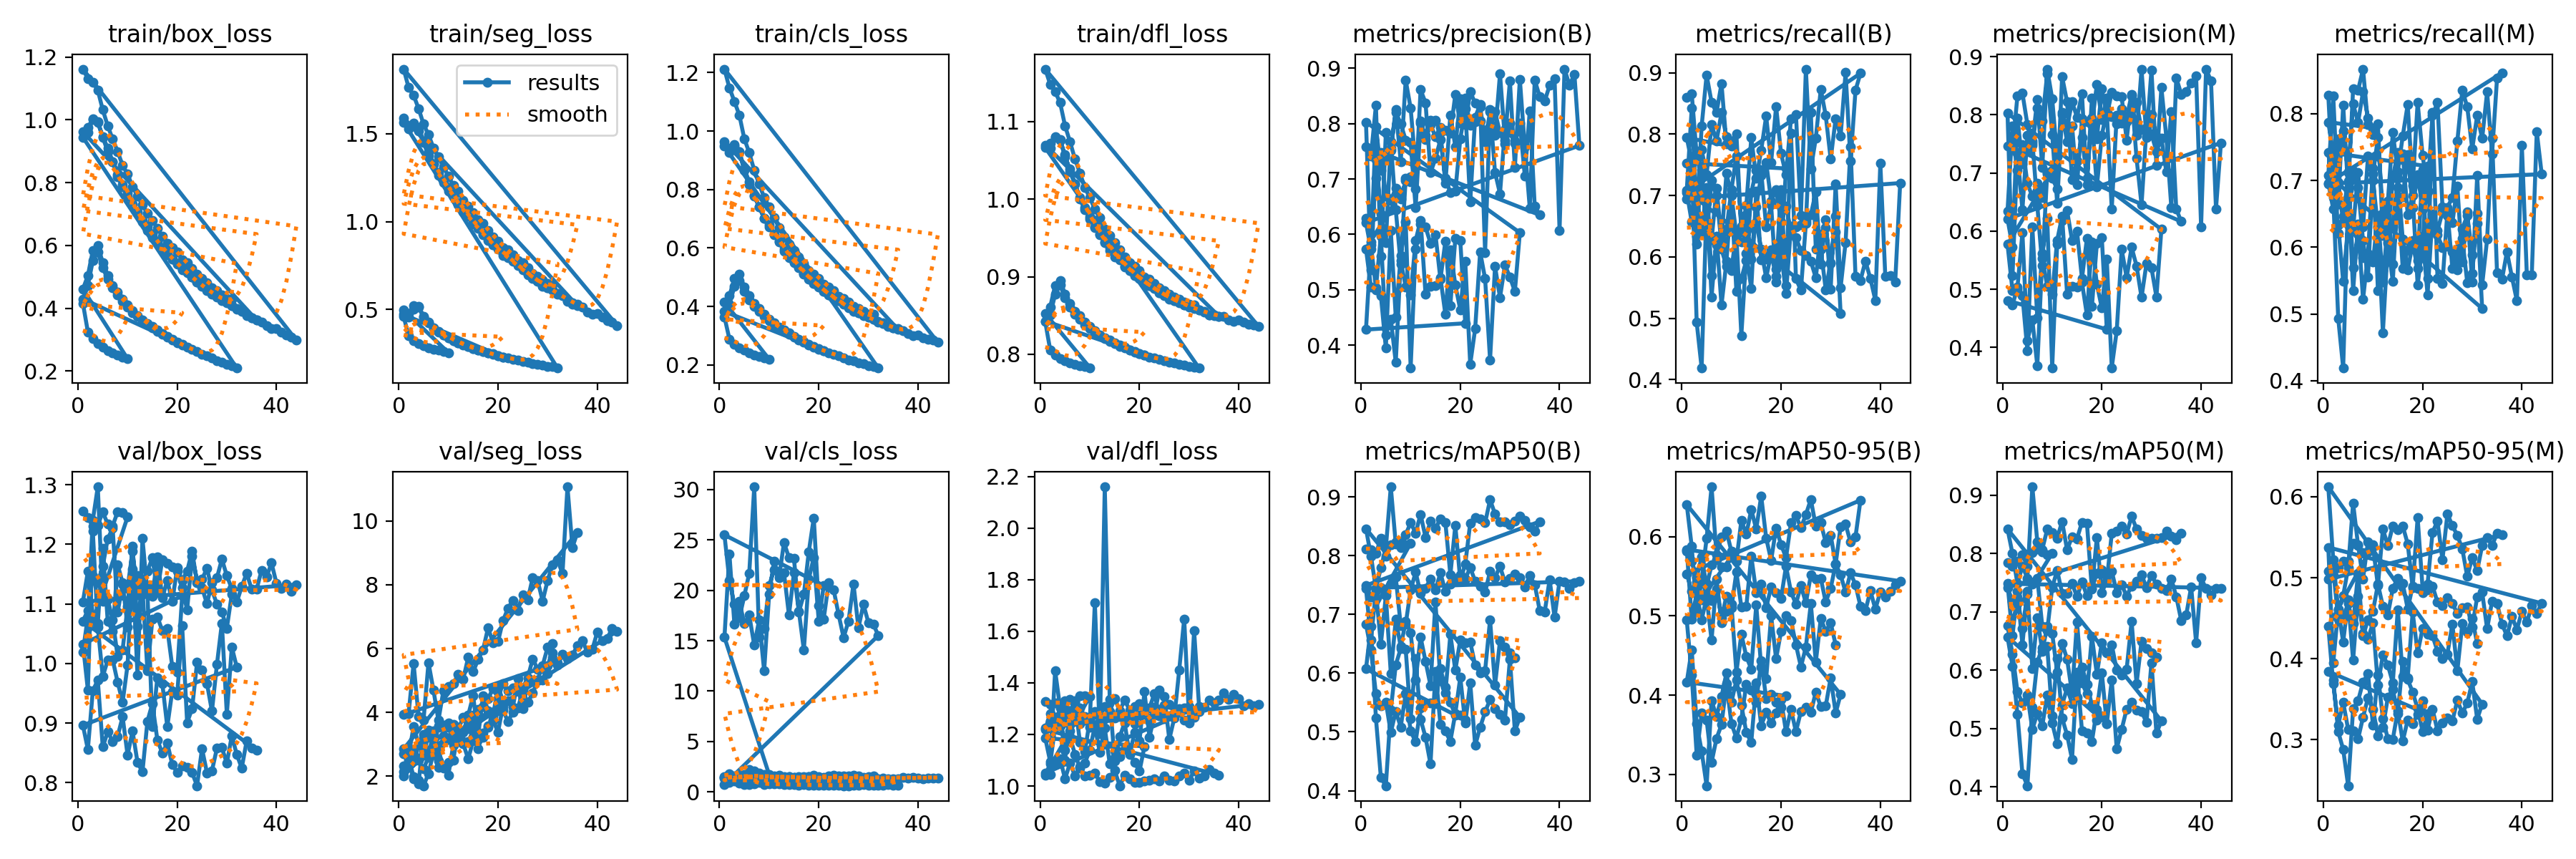 train/box_loss train/seg_loss train/cls_loss train/dfl_loss metrics/precision(B) metrics/recall(B) metrics/precision(M) metrics/recall(M)
1.2 1.0 0.8 0.6 0.4 0.2
0 20 40
results
smooth
1.5 1.0 0.5
0 20 40
1.2 1.0 0.8 0.6 0.4 0.2
0 20 40
1.1 1.0 0.9 0.8
0 20 40
0.9 0.8 0.7 0.6 0.5 0.4
0 20 40
0.9 0.8 0.7 0.6 0.5 0.4
0 20 40
0.9 0.8 0.7 0.6 0.5 0.4
0 20 40
0.8 0.7 0.6 0.5 0.4
0 20 40
val/box_loss val/seg_loss val/cls_loss val/dfl_loss metrics/mAP50(B) metrics/mAP50-95(B) metrics/mAP50(M) metrics/mAP50-95(M)
1.3 1.2 1.1 1.0 0.9 0.8
0 20 40
10 8 6 4 2
0 20 40
30 25 20 15 10 5 0
0 20 40
2.2 2.0 1.8 1.6 1.4 1.2 1.0
0 20 40
0.9 0.8 0.7 0.6 0.5 0.4
0 20 40
0.6 0.5 0.4 0.3
0 20 40
0.9 0.8 0.7 0.6 0.5 0.4
0 20 40
0.6 0.5 0.4 0.3
0 20 40